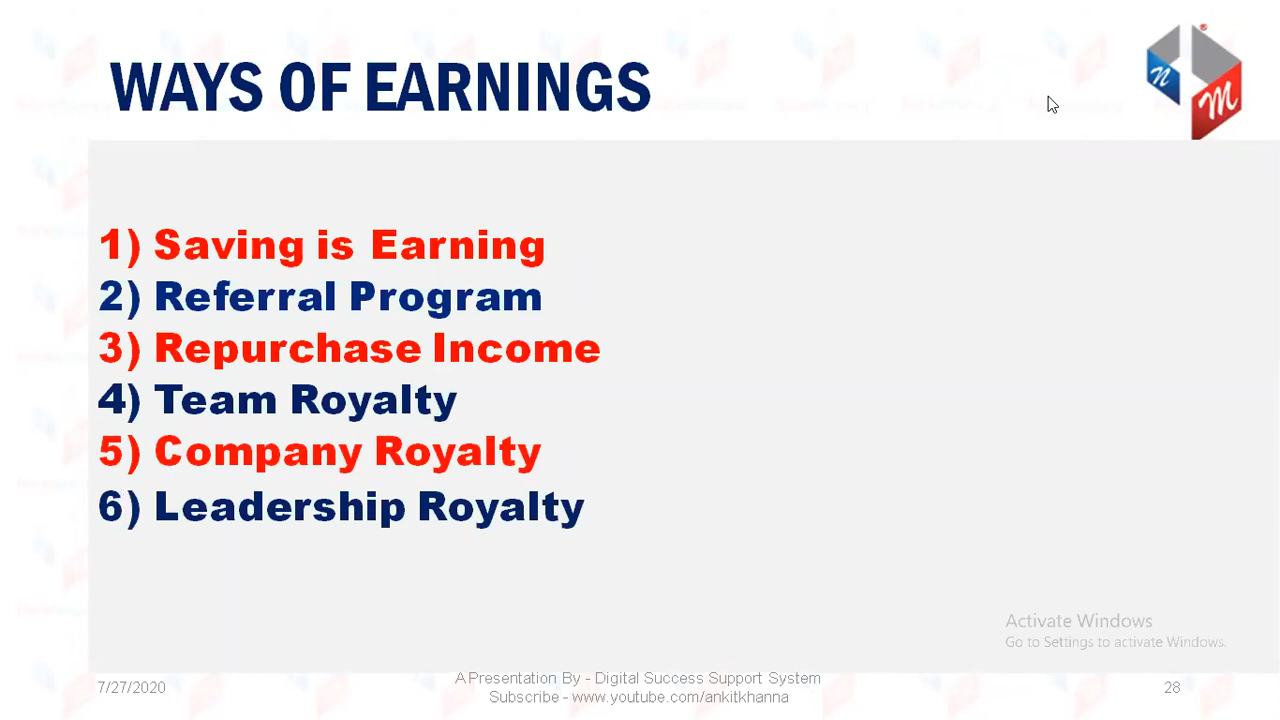 WAYS OF EARNINGS
n
M
1) Saving is Earning
2) Referral Program
3) Repurchase Income
4) Team Royalty
5) Company Royalty
6) Leadership Royalty
Activate Windows
Go to Settings to activate Windows.
7/27/2020
A Presentation By - Digital Success Support System
Subscribe - www.youtube.com/ankitkhanna
28